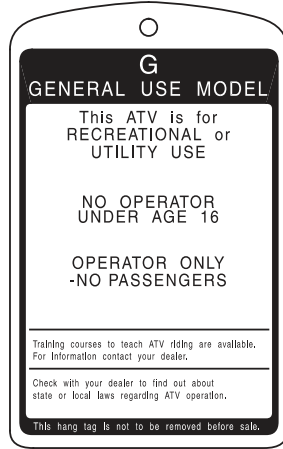 G
GENERAL USE MODEL
This ATV is for
RECREATIONAL or
UTILITY USE
NO OPERATOR
UNDER AGE 16
OPERATOR ONLY
-NO PASSENGERS
Training courses to teach ATV riding are available.
For information contact your dealer.
Check with your dealer to find out about
state or local laws regarding ATV operation.
This hang tag is not to be removed before sale.